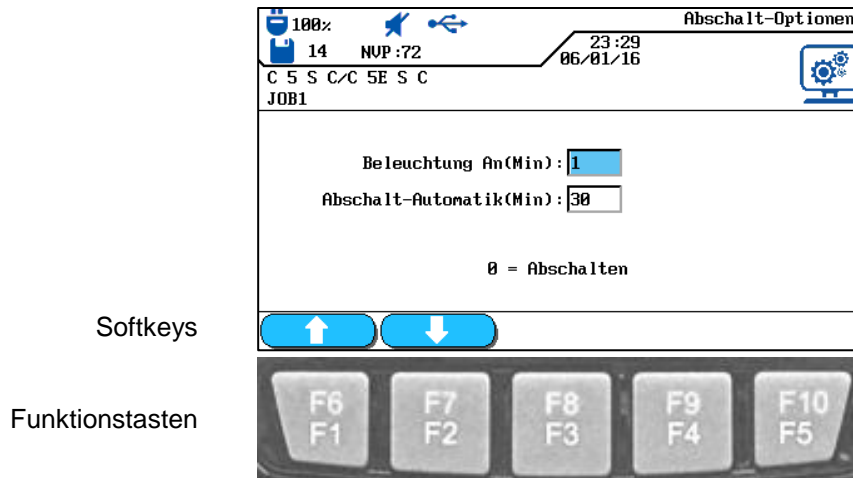 100% Abschalt-Optionen
14 NVP:72 23:29
06/01/16
C 5 S C/C 5E S C
JOB1
Beleuchtung An(Min): 1
Abschalt-Automatik(Min): 30
0 = Abschalten
Softkeys
Funktionstasten
F6 F7 F8 F9 F10
F1 F2 F3 F4 F5